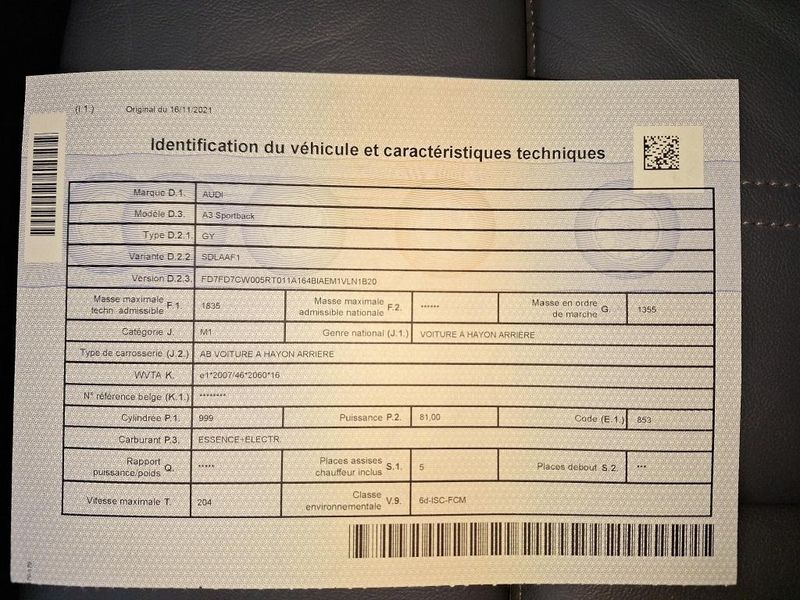 (I.1.) Original du 16/11/2021
Identification du véhicule et caractéristiques techniques
Marque D.1. AUDI
Modèle D.3. A3 Sportback
Type D.2.1. GY
Variante D.2.2. SDLAAF1
Version D.2.3. FD7FD7CW005RT011A164BIAEM1VLN1B20
Masse maximale techn. admissible F.1. 1835 Masse maximale admissible nationale F.2. ****** Masse en ordre de marche G. 1355
Catégorie J. M1 Genre national (J.1.) VOITURE A HAYON ARRIÈRE
Type de carrosserie (J.2.) AB VOITURE A HAYON ARRIERE
WVTA K. e1*2007/46*2060*16
N° référence belge (K.1.) ********
Cylindrée P.1. 999 Puissance P.2. 81,00 Code (E.1.) 853
Carburant P.3. ESSENCE+ELECTR.
Rapport puissance/poids Q. ***** Places assises chauffeur inclus S.1. 5 Places debout S.2. ***
Vitesse maximale T. 204 Classe environnementale V.9. 6d-ISC-FCM